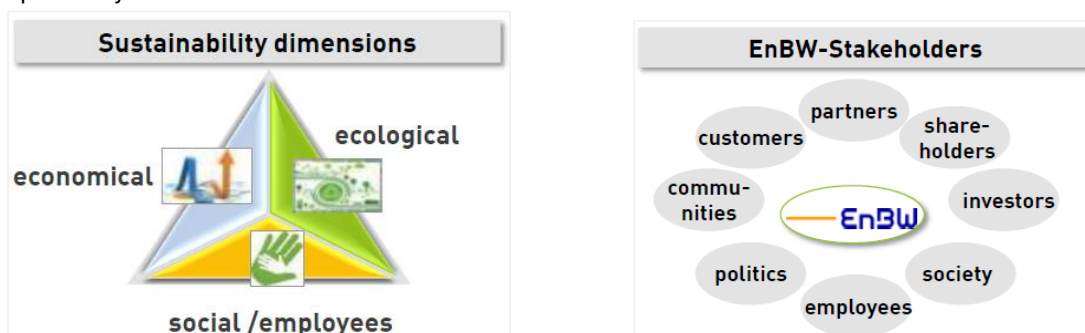 Sustainability dimensions
ecological
economical
social /employees
EnBW-Stakeholders
partners
customers
share-
holders
commu-
nities
investors
EnBW
politics
society
employees